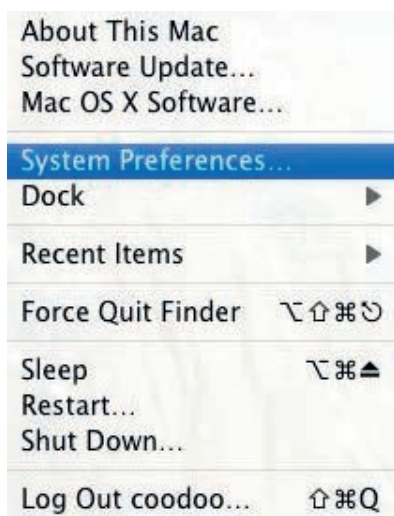 About This Mac
Software Update...
Mac OS X Software...
System Preferences...
Dock ▶
Recent Items ▶
Force Quit Finder ⌥⇧⌘⎋
Sleep ⌥⌘⏏
Restart...
Shut Down...
Log Out coodoo... ⇧⌘Q